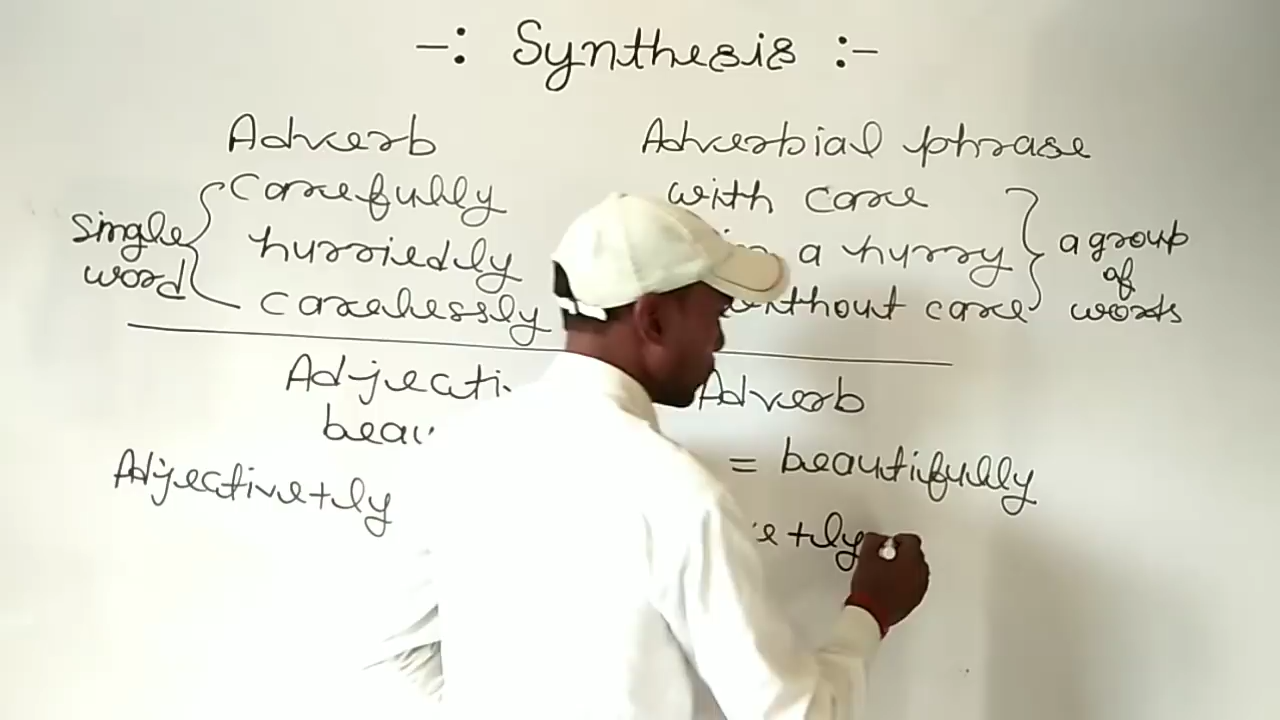 -: Synthesis :-
Adverb Adverbial phrase
Carefully with care
hurriedly a hurry
carelessly without care
single
word
a group
of
words
Adjecti
beau
Adverb
= beautifully
Adjective+ly
e+ly